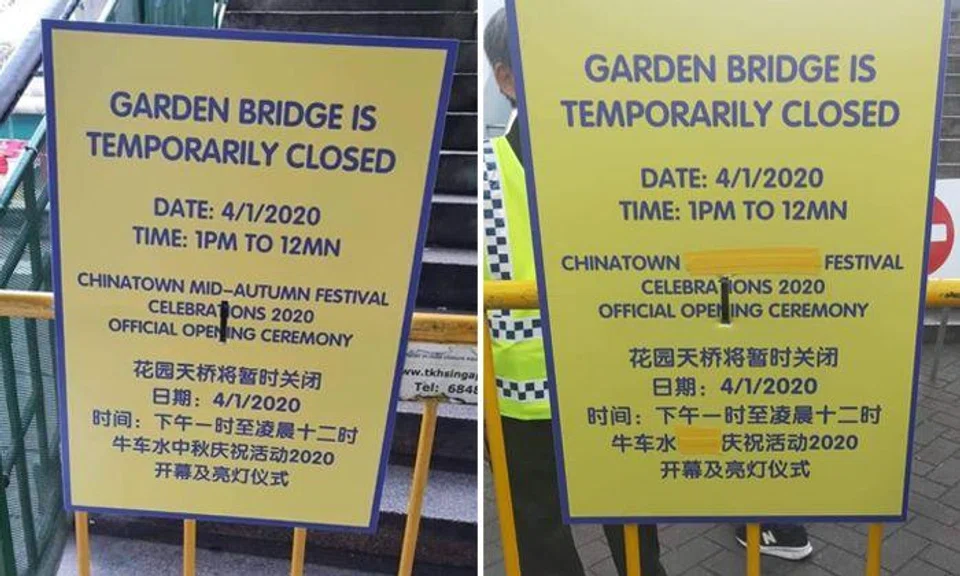 GARDEN BRIDGE IS
TEMPORARILY CLOSED
DATE: 4/1/2020
TIME: 1PM TO 12MN
CHINATOWN MID-AUTUMN FESTIVAL
CELEBRATIONS 2020
OFFICIAL OPENING CEREMONY
花园天桥将暂时关闭
日期: 4/1/2020
时间: 下午一时至凌晨十二时
牛车水中秋庆祝活动2020
开幕及亮灯仪式
www.tkhsingap
Tel: 6848
GARDEN BRIDGE IS
TEMPORARILY CLOSED
DATE: 4/1/2020
TIME: 1PM TO 12MN
CHINATOWN FESTIVAL
CELEBRATIONS 2020
OFFICIAL OPENING CEREMONY
花园天桥将暂时关闭
日期: 4/1/2020
时间: 下午一时至凌晨十二时
牛车水 庆祝活动2020
开幕及亮灯仪式